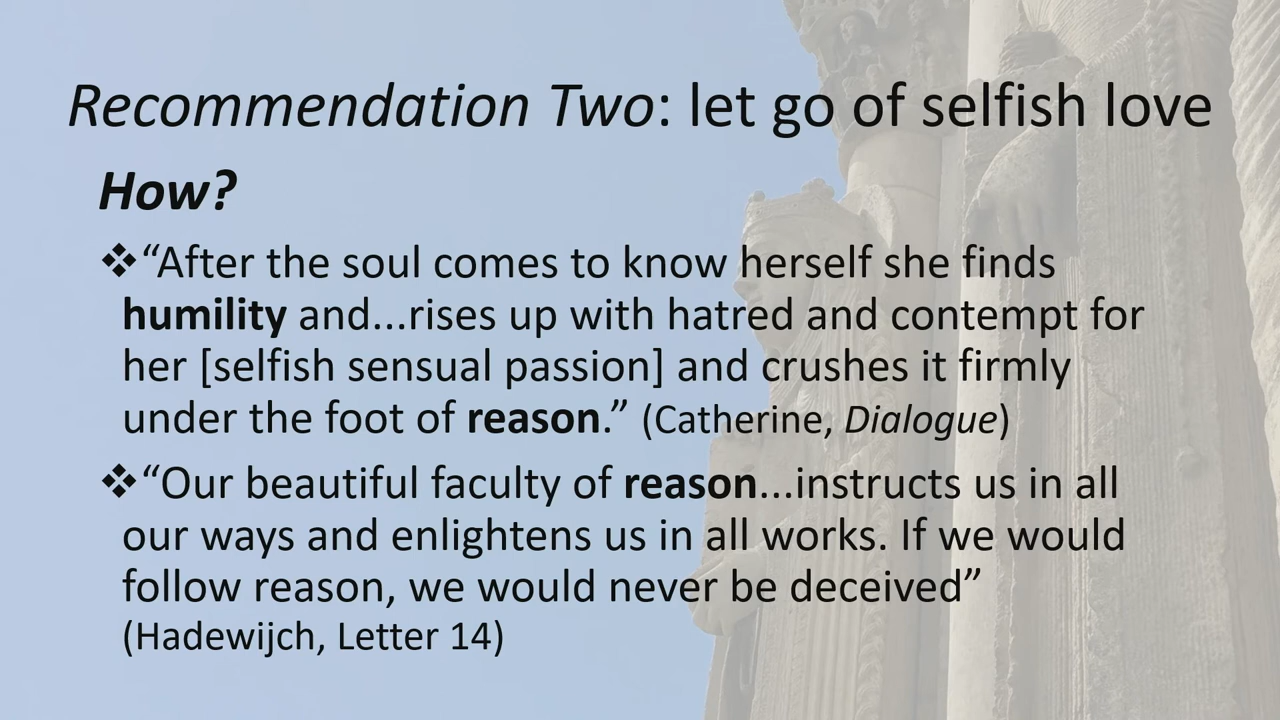 Recommendation Two: let go of selfish love
How?
❖“After the soul comes to know herself she finds
humility and...rises up with hatred and contempt for
her [selfish sensual passion] and crushes it firmly
under the foot of reason.” (Catherine, Dialogue)
❖“Our beautiful faculty of reason...instructs us in all
our ways and enlightens us in all works. If we would
follow reason, we would never be deceived”
(Hadewijch, Letter 14)